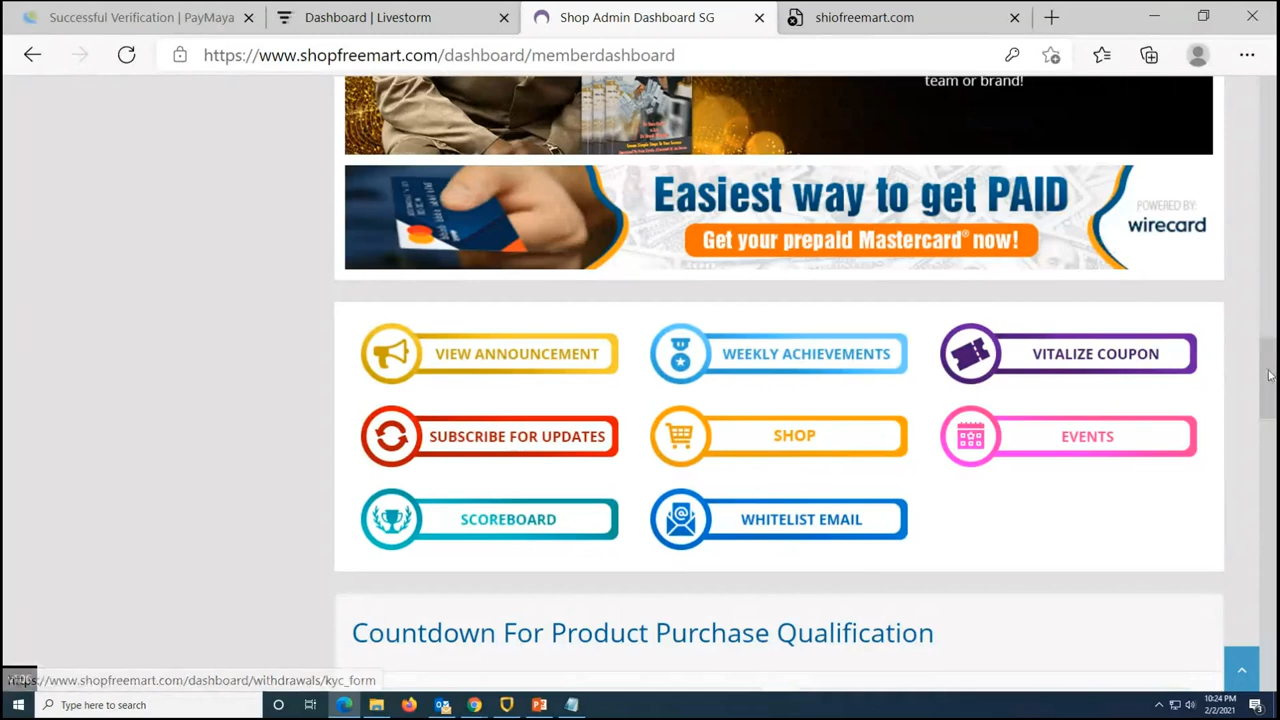 Successful Verification | PayMaya
Dashboard | Livestorm
Shop Admin Dashboard SG
shiofreemart.com
https://www.shopfreemart.com/dashboard/memberdashboard
team or brand!
Easiest way to get PAID
Get your prepaid Mastercard® now!
POWERED BY:
wirecard
VIEW ANNOUNCEMENT
WEEKLY ACHIEVEMENTS
VITALIZE COUPON
SUBSCRIBE FOR UPDATES
SHOP
EVENTS
SCOREBOARD
WHITELIST EMAIL
Countdown For Product Purchase Qualification
https://www.shopfreemart.com/dashboard/withdrawals/kyc_form
Type here to search
10:24 PM
2/2/2021
3